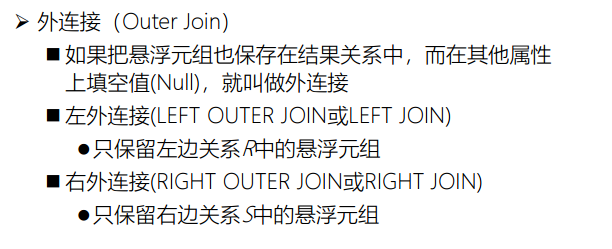 ➢ 外连接（Outer Join）
■ 如果把悬浮元组也保存在结果关系中，而在其他属性
上填空值(Null)，就叫做外连接
■ 左外连接(LEFT OUTER JOIN或LEFT JOIN)
● 只保留左边关系R中的悬浮元组
■ 右外连接(RIGHT OUTER JOIN或RIGHT JOIN)
● 只保留右边关系S中的悬浮元组